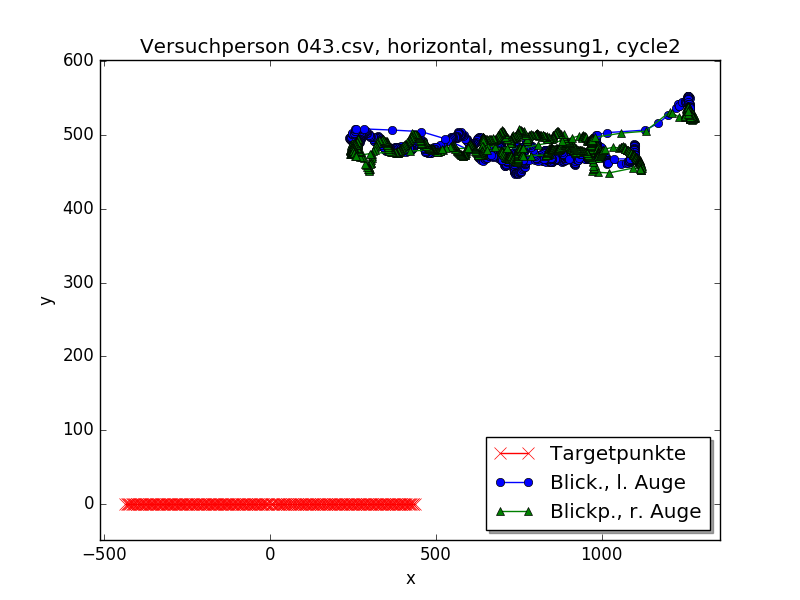 Versuchperson 043.csv, horizontal, messung1, cycle2
600
500
400
300
200
100
0
y
−500
0
500
1000
x
Targetpunkte
Blick., l. Auge
Blickp., r. Auge